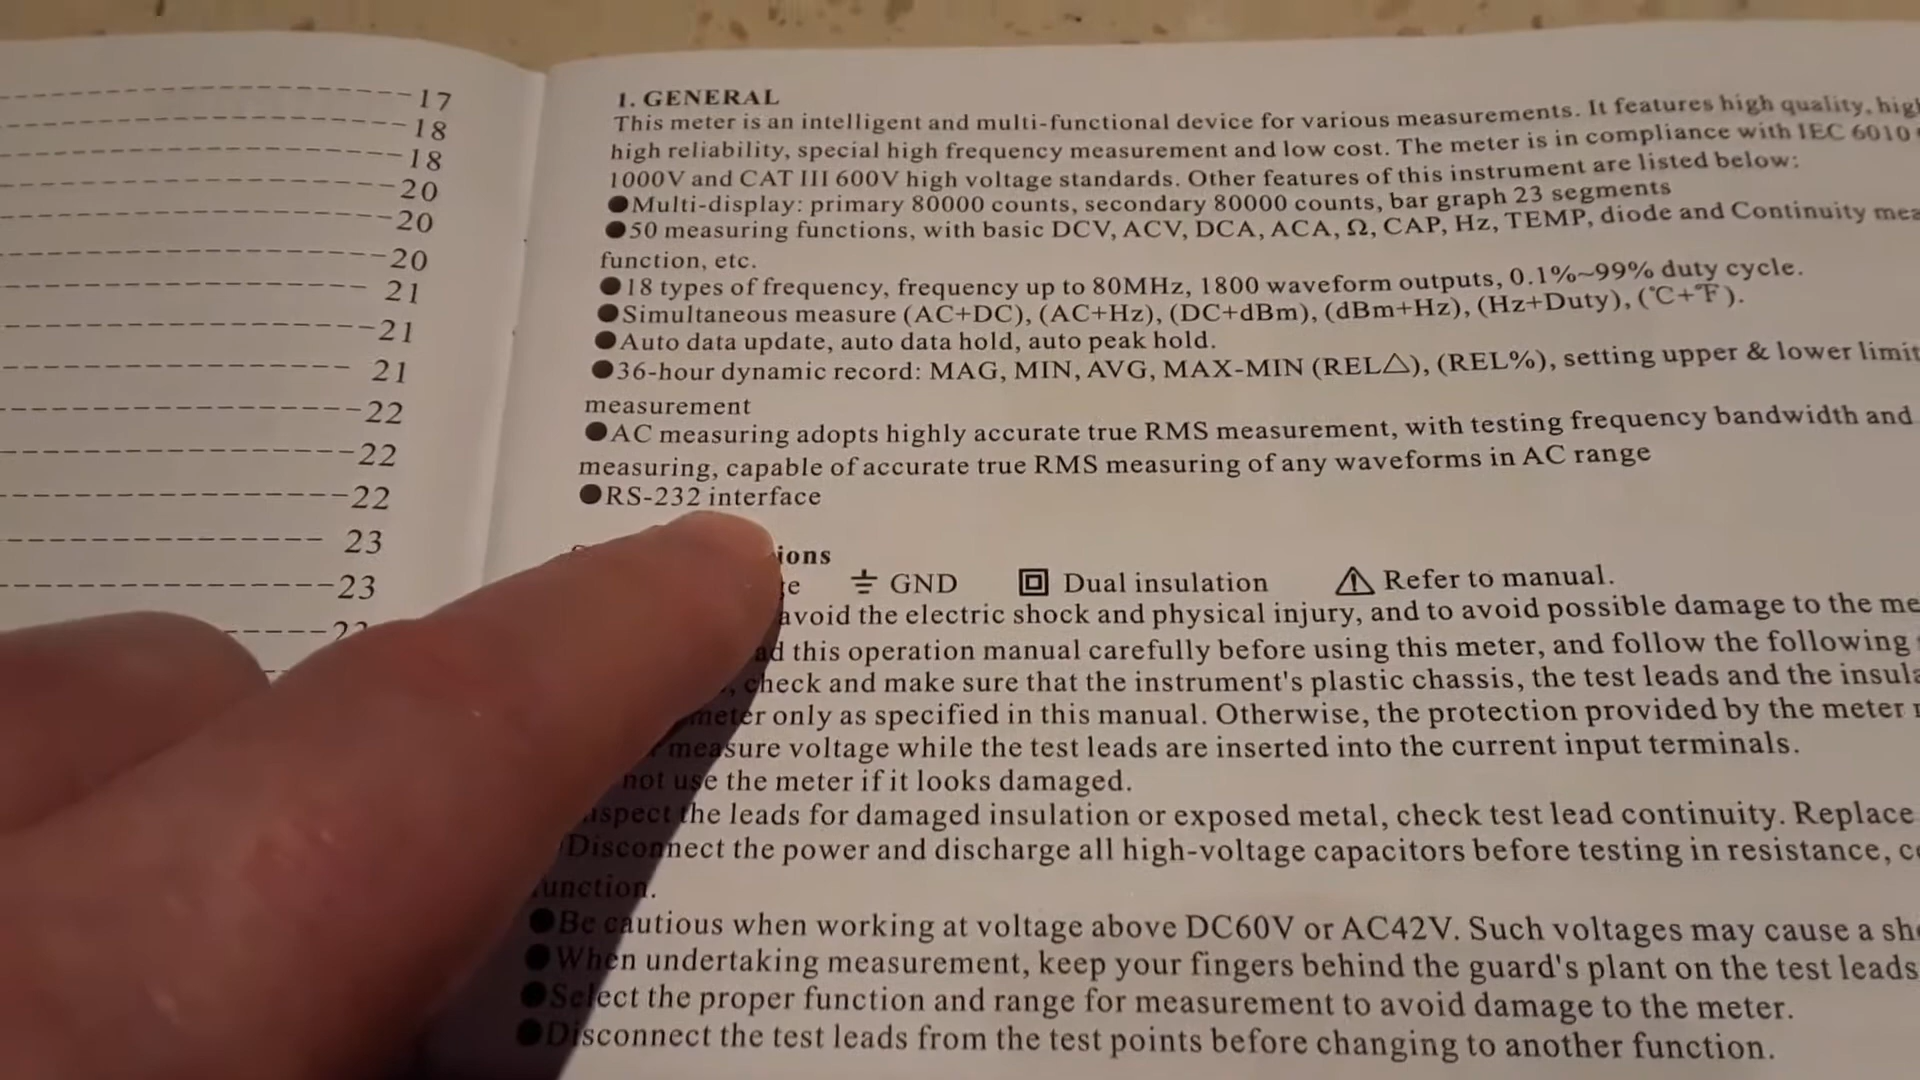 17
18
18
20
20
20
21
21
21
22
22
22
23
23
1. GENERAL
This meter is an intelligent and multi-functional device for various measurements. It features high quality,
high reliability, special high frequency measurement and low cost. The meter is in compliance with IEC 6010
1000V and CAT III 600V high voltage standards. Other features of this instrument are listed below:
●Multi-display: primary 80000 counts, secondary 80000 counts, bar graph 23 segments
●50 measuring functions, with basic DCV, ACV, DCA, ACA, Ω, CAP, Hz, TEMP, diode and Continuity
function, etc.
●18 types of frequency, frequency up to 80MHz, 1800 waveform outputs, 0.1%~99% duty cycle.
●Simultaneous measure (AC+DC), (AC+Hz), (DC+dBm), (dBm+Hz), (Hz+Duty), (℃+℉).
●Auto data update, auto data hold, auto peak hold.
●36-hour dynamic record: MAG, MIN, AVG, MAX-MIN (REL△), (REL%), setting upper & lower limit
measurement
●AC measuring adopts highly accurate true RMS measurement, with testing frequency bandwidth and
measuring, capable of accurate true RMS measuring of any waveforms in AC range
●RS-232 interface
ions
GND Dual insulation Refer to manual.
avoid the electric shock and physical injury, and to avoid possible damage to the
this operation manual carefully before using this meter, and follow the following
check and make sure that the instrument's plastic chassis, the test leads and the
meter only as specified in this manual. Otherwise, the protection provided by the meter
measure voltage while the test leads are inserted into the current input terminals.
not use the meter if it looks damaged.
the leads for damaged insulation or exposed metal, check test lead continuity. Replace
Disconnect the power and discharge all high-voltage capacitors before testing in resistance,
unction.
●Be cautious when working at voltage above DC60V or AC42V. Such voltages may cause a
●When undertaking measurement, keep your fingers behind the guard's plant on the test leads
●Select the proper function and range for measurement to avoid damage to the meter.
●Disconnect the test leads from the test points before changing to another function.